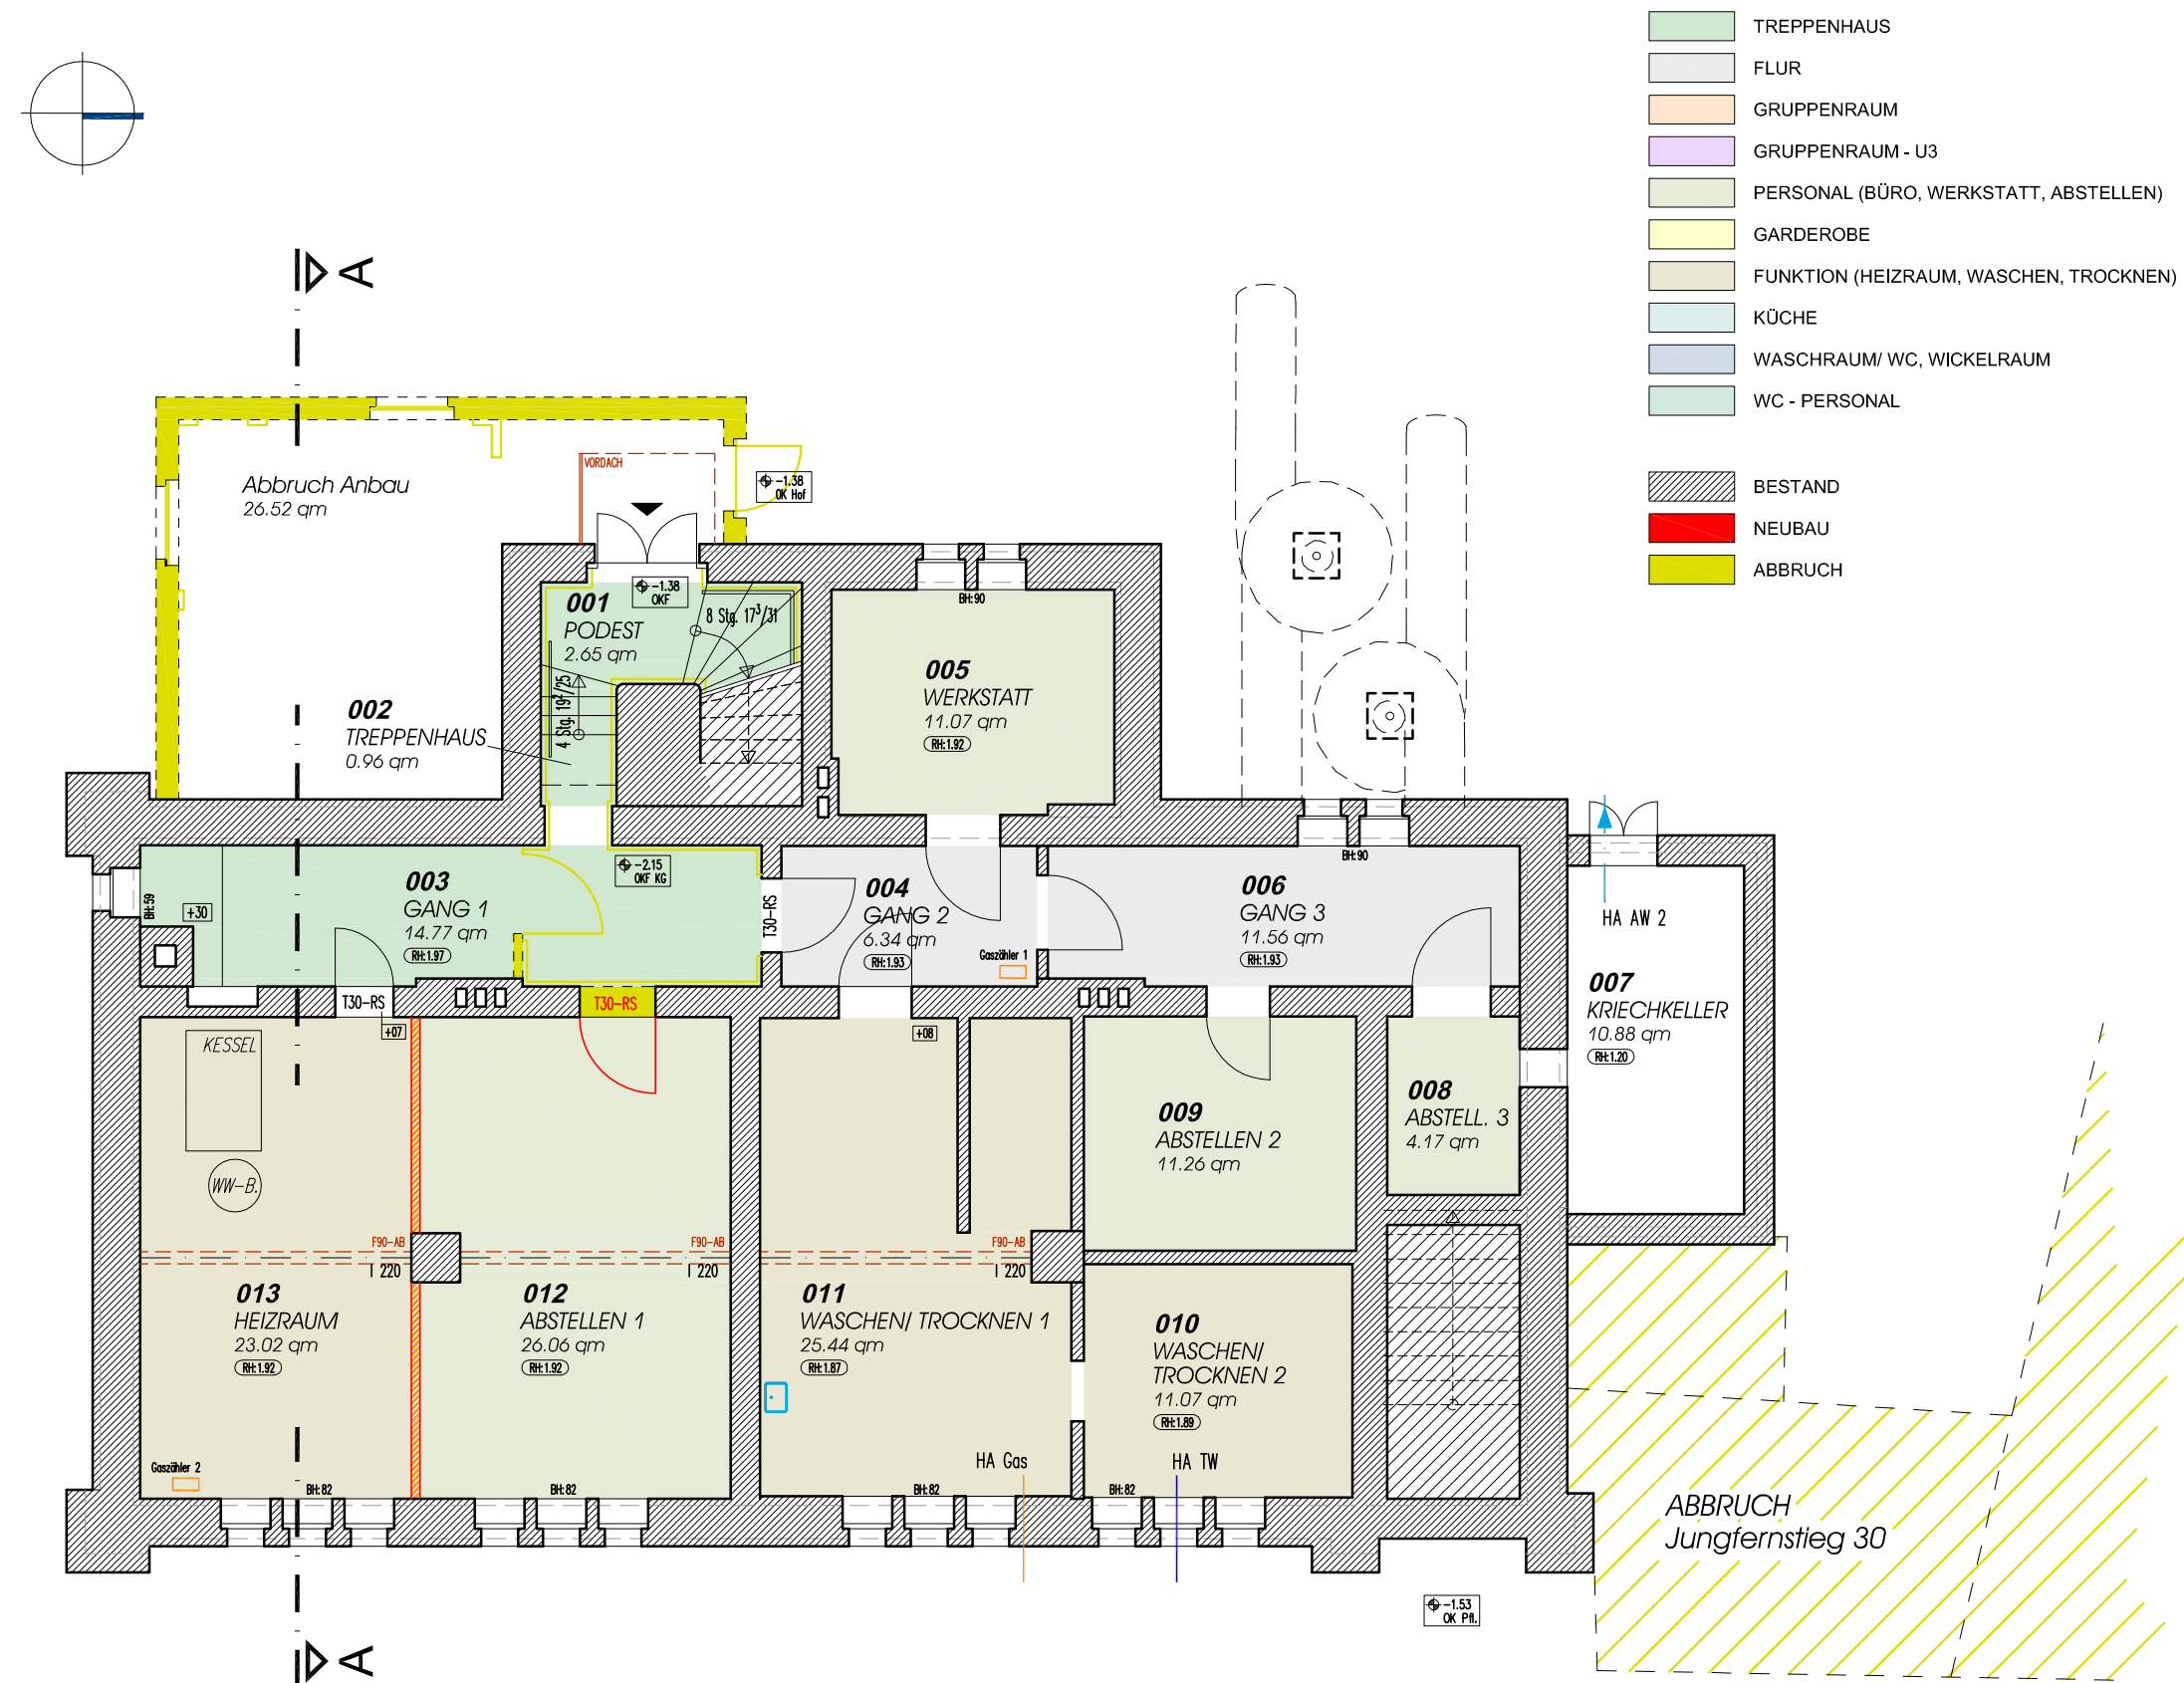 TREPPENHAUS
FLUR
GRUPPENRAUM
GRUPPENRAUM - U3
PERSONAL (BÜRO, WERKSTATT, ABSTELLEN)
GARDEROBE
FUNKTION (HEIZRAUM, WASCHEN, TROCKNEN)
KÜCHE
WASCHRAUM/ WC, WICKELRAUM
WC - PERSONAL
BESTAND
NEUBAU
ABBRUCH
A
Abbruch Anbau
26.52 qm
VORDACH
-1.38
OK Hof
-1.38
OKF
001
PODEST
2.65 qm
8 Stg. 17³/31
4 Stg. 19²/25
002
TREPPENHAUS
0.96 qm
BH:90
005
WERKSTATT
11.07 qm
RH:1.92
BH:59
+30
003
GANG 1
14.77 qm
RH:1.97
-2.15
OKF KG
T30-RS
004
GANG 2
6.34 qm
RH:1.93
Gaszähler 1
BH:90
006
GANG 3
11.56 qm
RH:1.93
HA AW 2
007
KRIECHKELLER
10.88 qm
RH:1.20
T30-RS
+07
T30-RS
+08
KESSEL
WW-B.
009
ABSTELLEN 2
11.26 qm
008
ABSTELL. 3
4.17 qm
F90-AB
I 220
F90-AB
I 220
F90-AB
I 220
013
HEIZRAUM
23.02 qm
RH:1.92
012
ABSTELLEN 1
26.06 qm
RH:1.92
011
WASCHEN/ TROCKNEN 1
25.44 qm
RH:1.87
010
WASCHEN/
TROCKNEN 2
11.07 qm
RH:1.89
Gaszähler 2
BH:82
BH:82
BH:82
BH:82
HA Gas
HA TW
ABBRUCH
Jungfernstieg 30
-1.53
OK Pfl.
A